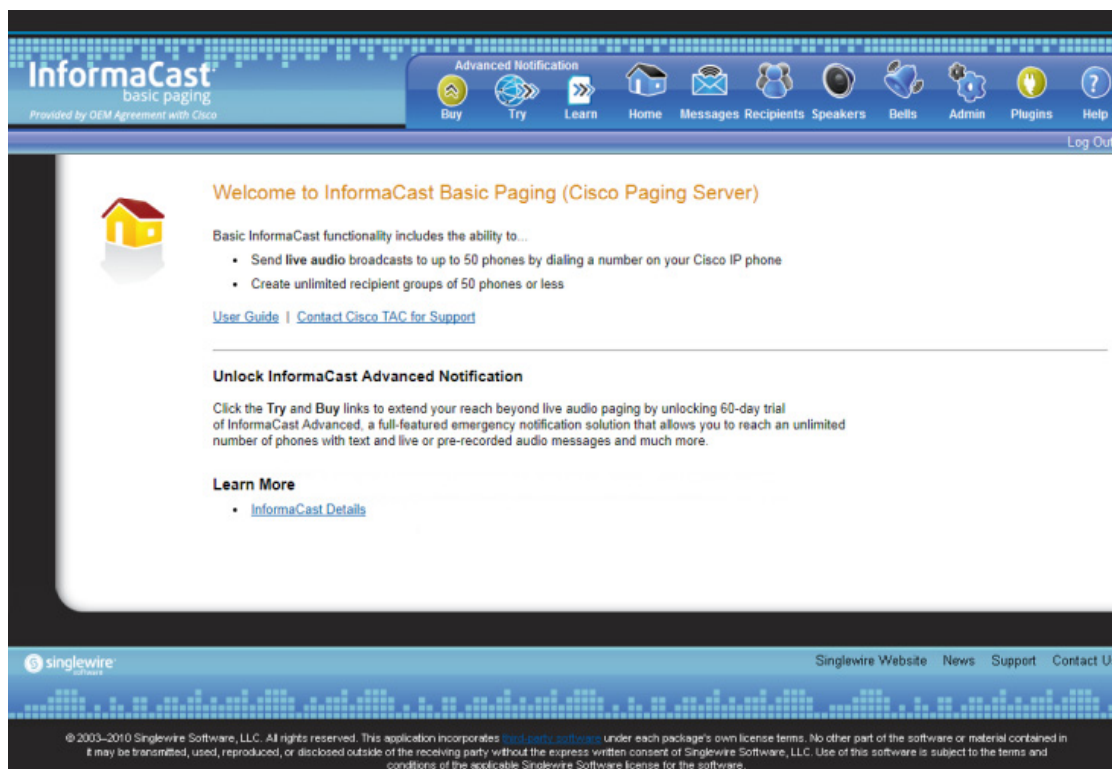 InformaCast
basic paging
Provided by OEM Agreement with Cisco
Advanced Notification
Buy Try Learn Home Messages Recipients Speakers Bells Admin Plugins Help
Log Out
Welcome to InformaCast Basic Paging (Cisco Paging Server)
Basic InformaCast functionality includes the ability to...
• Send live audio broadcasts to up to 50 phones by dialing a number on your Cisco IP phone
• Create unlimited recipient groups of 50 phones or less
User Guide | Contact Cisco TAC for Support
Unlock InformaCast Advanced Notification
Click the Try and Buy links to extend your reach beyond live audio paging by unlocking 60-day trial
of InformaCast Advanced, a full-featured emergency notification solution that allows you to reach an unlimited
number of phones with text and live or pre-recorded audio messages and much more.
Learn More
• InformaCast Details
singlewire
software
Singlewire Website News Support Contact U
© 2003–2010 Singlewire Software, LLC. All rights reserved. This application incorporates third-party software under each package's own license terms. No other part of the software or material contained in
it may be transmitted, used, reproduced, or disclosed outside of the receiving party without the express written consent of Singlewire Software, LLC. Use of this software is subject to the terms and
conditions of the applicable Singlewire Software license for the software.